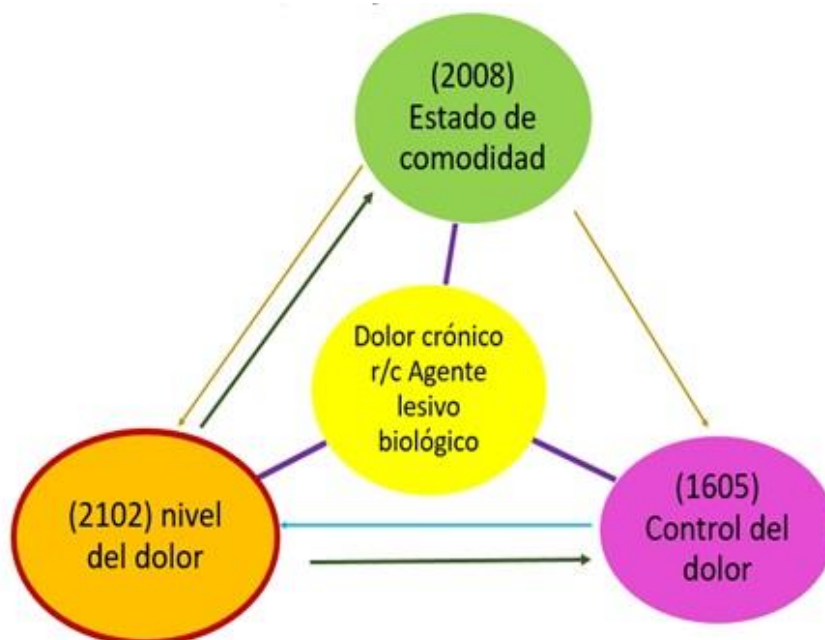 (2008)
Estado de
comodidad
Dolor crónico
r/c Agente
lesivo
biológico
(2102) nivel
del dolor
(1605)
Control del
dolor